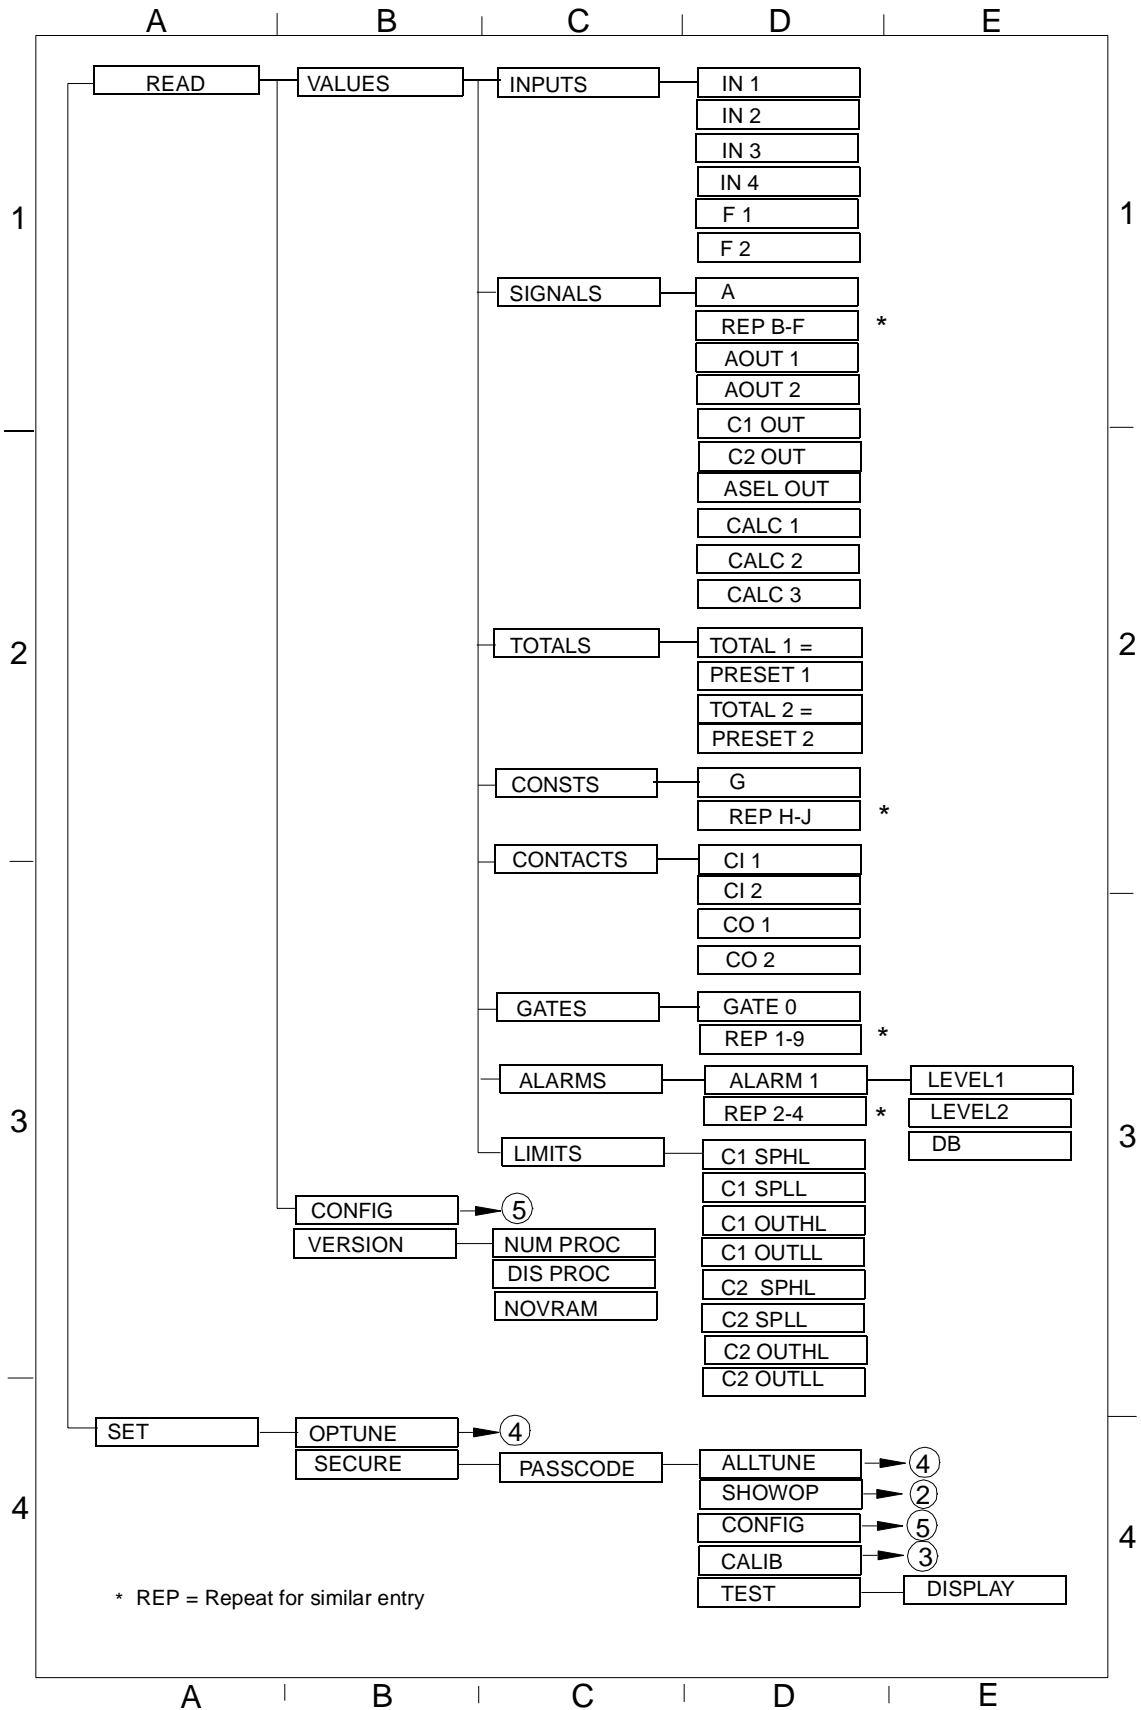 A B C D E
READ VALUES INPUTS IN 1
IN 2
IN 3
IN 4
1 F 1 1
F 2
SIGNALS A
REP B-F *
AOUT 1
AOUT 2
C1 OUT
C2 OUT
ASEL OUT
CALC 1
CALC 2
CALC 3
2 TOTALS TOTAL 1 = 2
PRESET 1
TOTAL 2 =
PRESET 2
CONSTS G
REP H-J *
CONTACTS CI 1
CI 2
CO 1
CO 2
GATES GATE 0
REP 1-9 *
ALARMS ALARM 1 LEVEL1
3 REP 2-4 * LEVEL2
DB 3
LIMITS C1 SPHL
C1 SPLL
CONFIG 5 C1 OUTHL
VERSION NUM PROC C1 OUTLL
DIS PROC C2 SPHL
NOVRAM C2 SPLL
C2 OUTHL
C2 OUTLL
SET OPTUNE 4
SECURE PASSCODE ALLTUNE 4
4 SHOWOP 2
CONFIG 5 4
CALIB 3
TEST DISPLAY
* REP = Repeat for similar entry
A B C D E